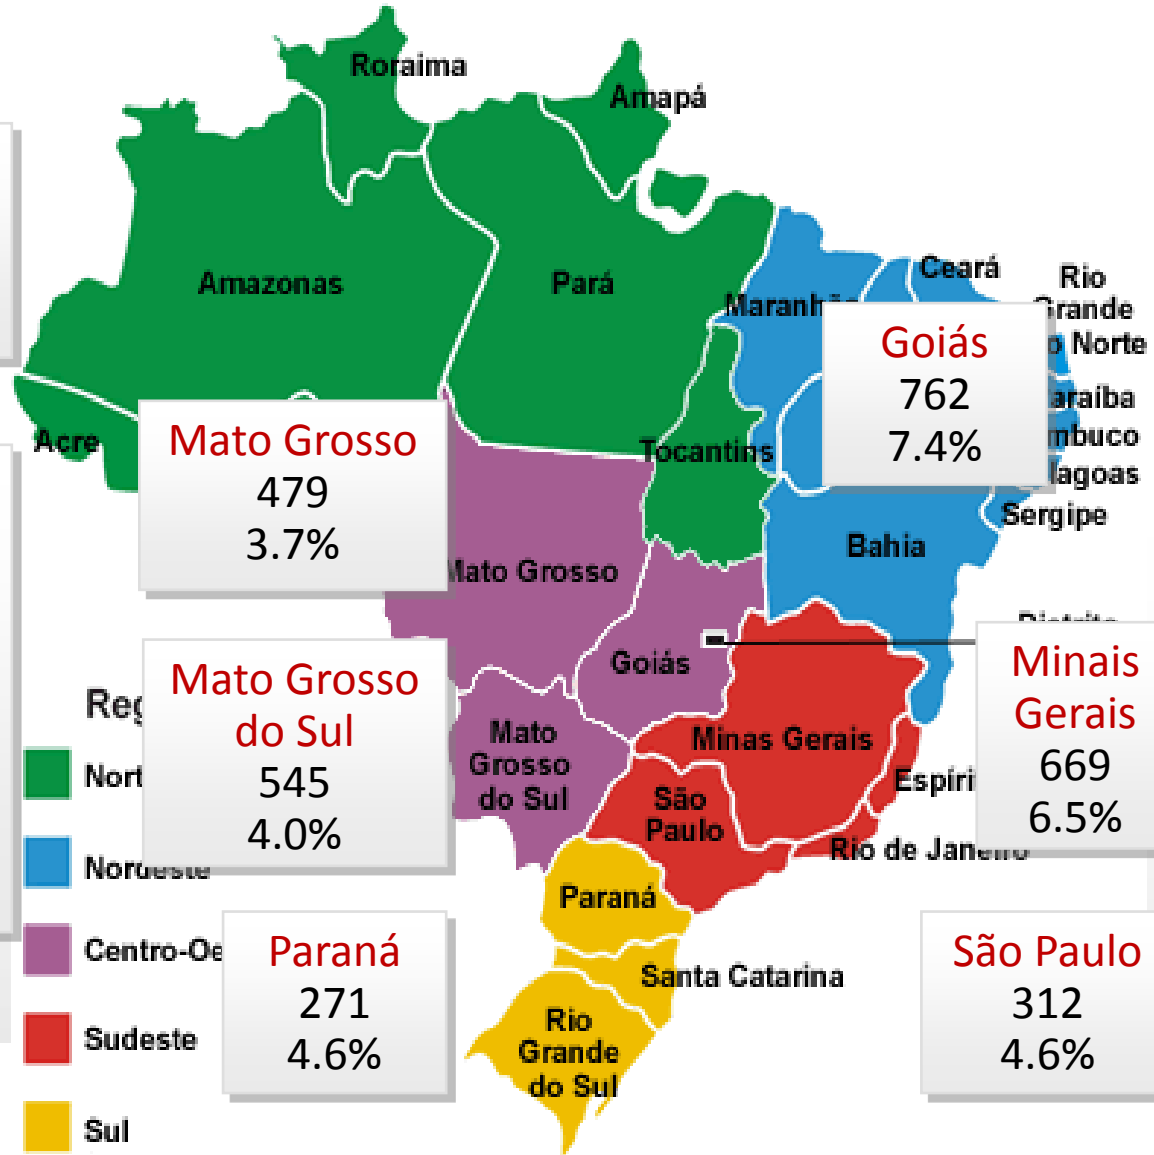 Roraima
Amapá
Amazonas
Pará
Ceará
Rio
Grande
Norte
Goiás
762
7.4%
Acre
Mato Grosso
479
3.7%
Tocantins
Sergipe
Bahia
Mato Grosso
Goiás
Mato Grosso
do Sul
545
4.0%
Minais
Gerais
669
6.5%
Mato
Grosso
do Sul
Minas Gerais
São
Paulo
Rio de Janeiro
Paraná
Santa Catarina
Rio
Grande
do Sul
Nordeste
Sudeste
Sul
Paraná
271
4.6%
São Paulo
312
4.6%